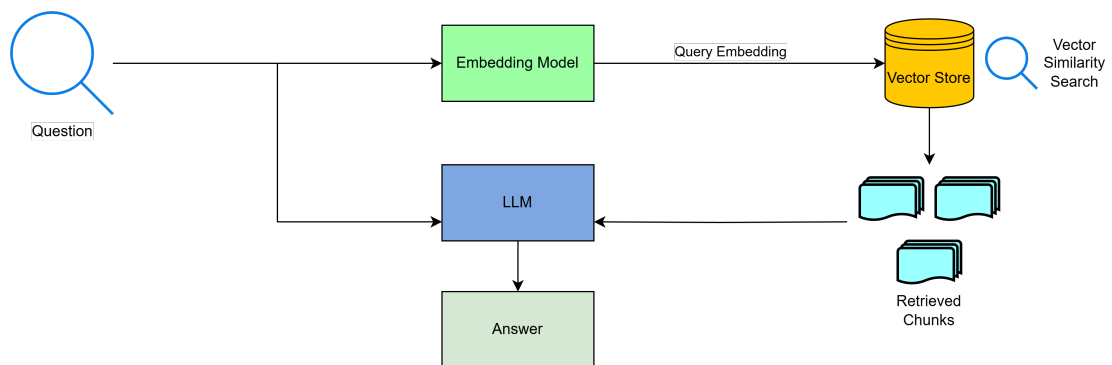 Question
Embedding Model
Query Embedding
Vector Store
Vector
Similarity
Search
LLM
Retrieved
Chunks
Answer